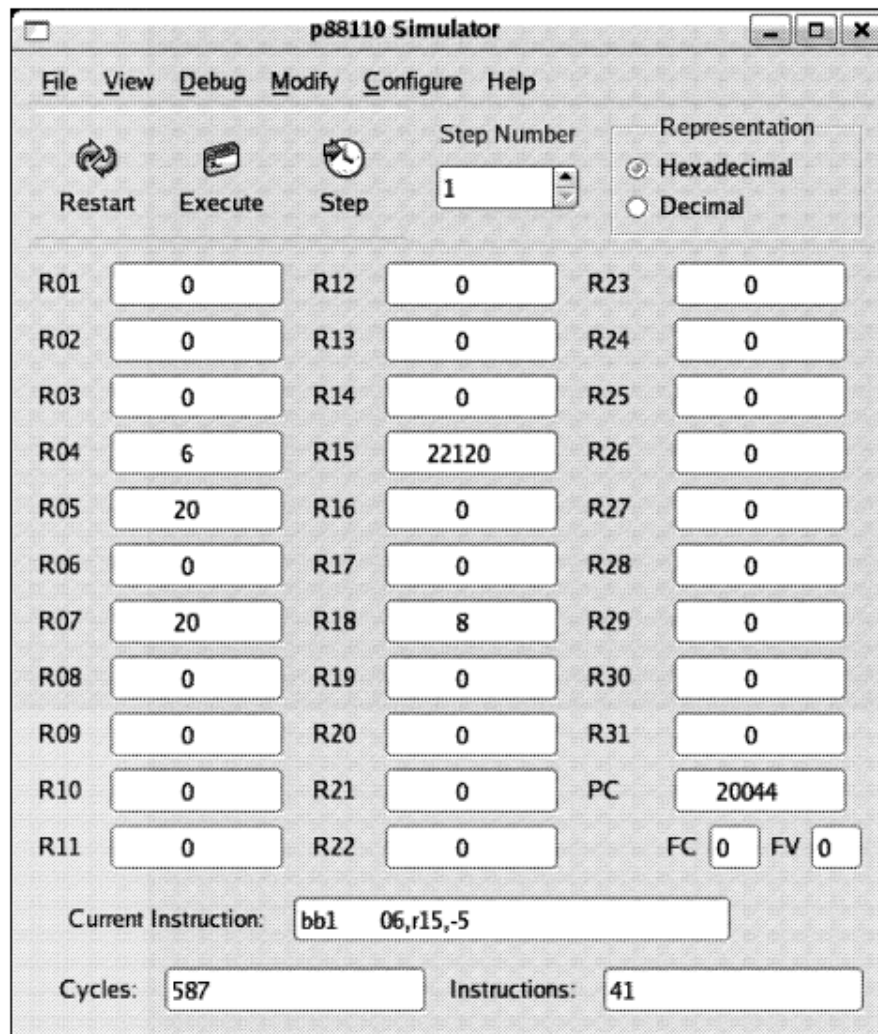 p88110 Simulator
File View Debug Modify Configure Help
Step Number
Representation
Restart Execute Step
1
Hexadecimal
Decimal
R01 0 R12 0 R23 0
R02 0 R13 0 R24 0
R03 0 R14 0 R25 0
R04 6 R15 22120 R26 0
R05 20 R16 0 R27 0
R06 0 R17 0 R28 0
R07 20 R18 8 R29 0
R08 0 R19 0 R30 0
R09 0 R20 0 R31 0
R10 0 R21 0 PC 20044
R11 0 R22 0 FC 0 FV 0
Current Instruction: bb1 06,r15,-5
Cycles: 587 Instructions: 41